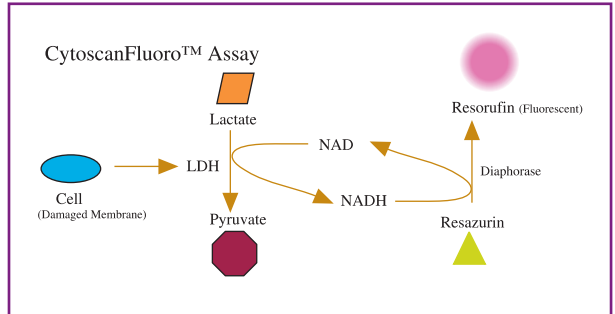 CytoscanFluoro™ Assay
Lactate
Resorufin (Fluorescent)
NAD
LDH
Diaphorase
Cell
(Damaged Membrane)
NADH
Pyruvate
Resazurin